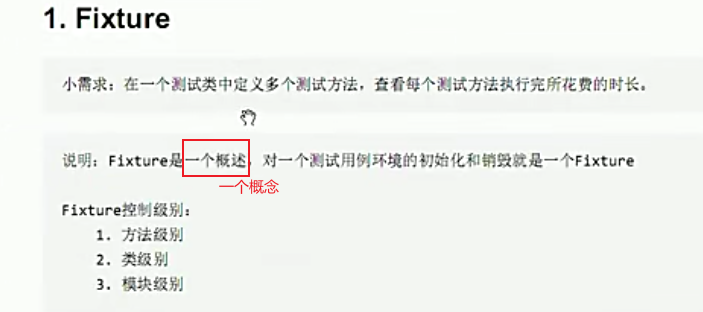 1. Fixture
小需求：在一个测试类中定义多个测试方法，查看每个测试方法执行完所花费的时长。
说明：Fixture是一个概述，对一个测试用例环境的初始化和销毁就是一个Fixture
一个概念
Fixture控制级别：
1. 方法级别
2. 类级别
3. 模块级别